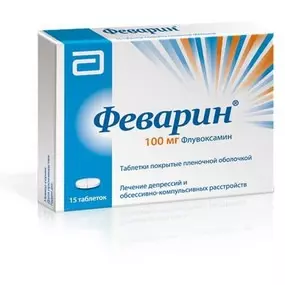 Феварин®
100 мг Флувоксамин
Таблетки покрытые пленочной оболочкой
Лечение депрессий и
обсессивно-компульсивных расстройств
15 таблеток